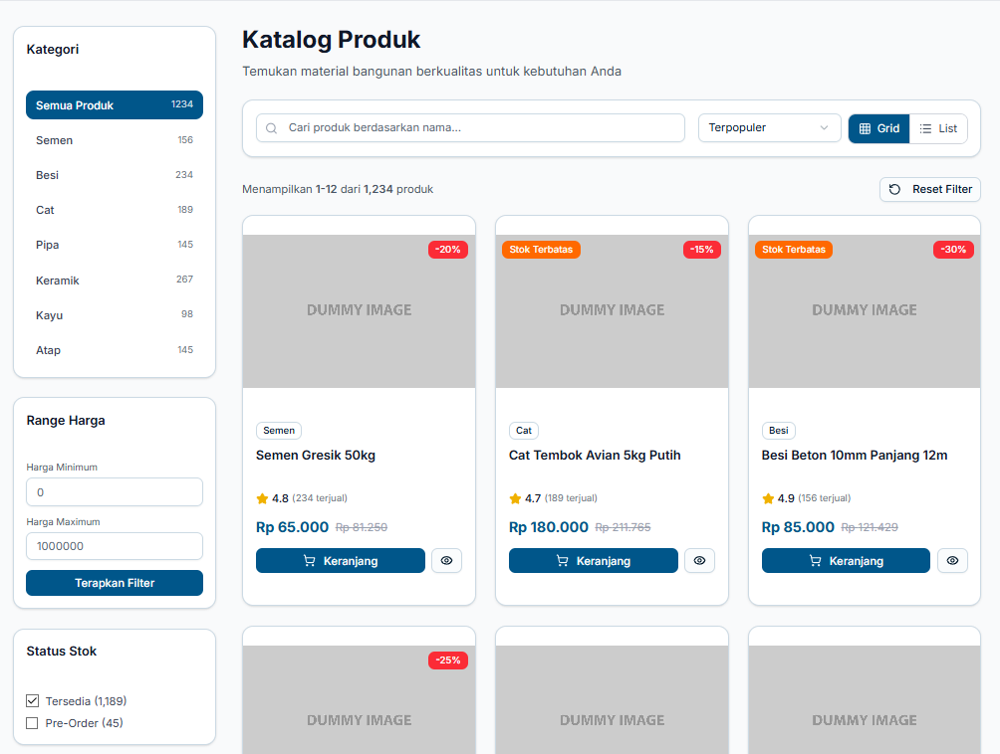 Kategori
Semua Produk 1234
Semen 156
Besi 234
Cat 189
Pipa 145
Keramik 267
Kayu 98
Atap 145
Range Harga
Harga Minimum
0
Harga Maximum
1000000
Terapkan Filter
Status Stok
Tersedia (1,189)
Pre-Order (45)
Katalog Produk
Temukan material bangunan berkualitas untuk kebutuhan Anda
Cari produk berdasarkan nama... Terpopuler Grid List
Menampilkan 1-12 dari 1,234 produk Reset Filter
-20%
DUMMY IMAGE
Semen
Semen Gresik 50kg
4.8 (234 terjual)
Rp 65.000 Rp 81.250
Keranjang
Stok Terbatas -15%
DUMMY IMAGE
Cat
Cat Tembok Avian 5kg Putih
4.7 (189 terjual)
Rp 180.000 Rp 211.765
Keranjang
Stok Terbatas -30%
DUMMY IMAGE
Besi
Besi Beton 10mm Panjang 12m
4.9 (156 terjual)
Rp 85.000 Rp 121.429
Keranjang
-25%
DUMMY IMAGE
DUMMY IMAGE
DUMMY IMAGE